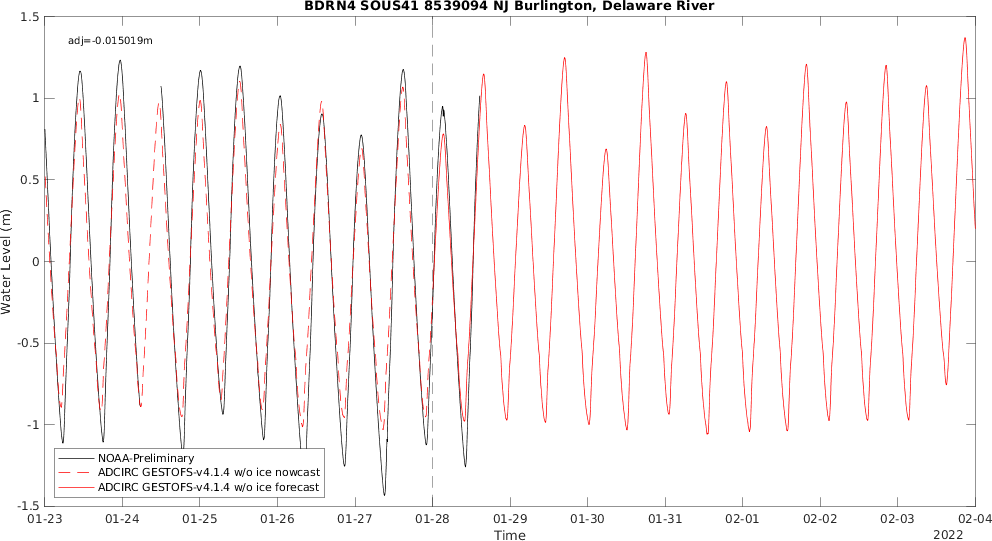 BDRN4 SOUS41 8539094 NJ Burlington, Delaware River
adj=-0.015019m
1.5
1
0.5
0
-0.5
-1
-1.5
Water Level (m)
NOAA-Preliminary
ADCIRC GESTOFS-v4.1.4 w/o ice nowcast
ADCIRC GESTOFS-v4.1.4 w/o ice forecast
01-23 01-24 01-25 01-26 01-27 01-28 01-29 01-30 01-31 02-01 02-02 02-03 02-04
Time
2022